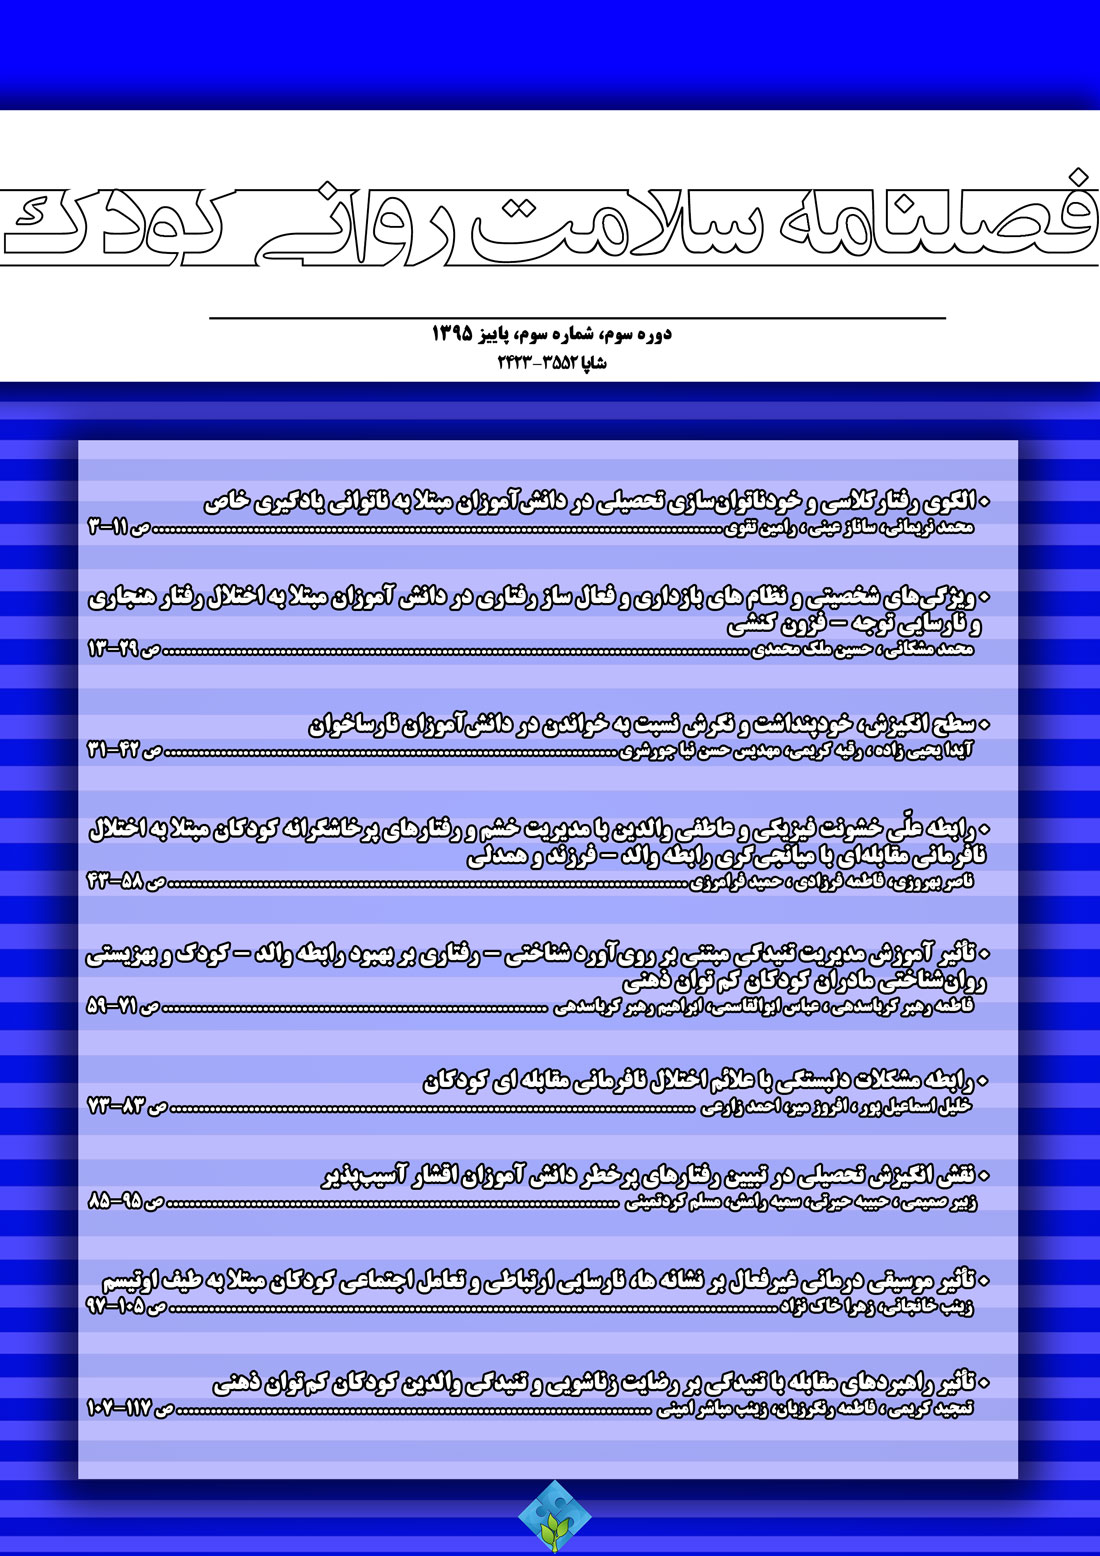 فصلنامه سلامت روانی کودک
دوره سوم، شماره سوم، پاییز ۱۳۹۵
شاپا ۳۵۵۲-۲۴۲۳
• الگوی رفتار کلاسی و خودناتوان‌سازی تحصیلی در دانش‌آموزان مبتلا به ناتوانی یادگیری خاص
محمد نریمانی، ساناز عینی، رامین تقوی ........ ص ۱۱-۳
• ویژگی‌های شخصیتی و نظام های بازداری و فعال ساز رفتاری در دانش آموزان مبتلا به اختلال رفتار هنجاری
و نارسایی توجه – فزون کنشی
محمد مشکانی، حسین ملک محمدی ........ ص ۲۹-۱۳
• سطح انگیزش، خودپنداشت و نگرش نسبت به خواندن در دانش‌آموزان نارساخوان
آیدا یحیی زاده، رقیه کریمی، مهدیس حسن نیا جورشری ........ ص ۴۲-۳۱
• رابطه علّی خشونت فیزیکی و عاطفی والدین با مدیریت خشم و رفتارهای پرخاشگرانه کودکان مبتلا به اختلال
نافرمانی مقابله‌ای با میانجی‌گری رابطه والد – فرزند و همدلی
ناصر بهروزی، فاطمه فرزادی، حمید فرامرزی ........ ص ۵۸-۴۳
• تأثیر آموزش مدیریت تنیدگی مبتنی بر روی‌آورد شناختی – رفتاری بر بهبود رابطه والد – کودک و بهزیستی
روان‌شناختی مادران کودکان کم توان ذهنی
فاطمه رهبر کرباسدهی، عباس ابوالقاسمی، ابراهیم رهبر کرباسدهی ........ ص ۷۱-۵۹
• رابطه مشکلات دلبستگی با علائم اختلال نافرمانی مقابله ای کودکان
خلیل اسماعیل پور، افروز میر، احمد زارعی ........ ص ۸۳-۷۳
• نقش انگیزش تحصیلی در تبیین رفتارهای پرخطر دانش آموزان اقشار آسیب‌پذیر
زبیر صمیمی، حبیبه حیرتی، سمیه رامش، مسلم کردتمینی ........ ص ۹۵-۸۵
• تأثیر موسیقی درمانی غیرفعال بر نشانه ها، نارسایی ارتباطی و تعامل اجتماعی کودکان مبتلا به طیف اوتیسم
زینب خانجانی، زهرا خاک نژاد ........ ص ۱۰۵-۹۷
• تأثیر راهبردهای مقابله با تنیدگی بر رضایت زناشویی و تنیدگی والدین کودکان کم‌توان ذهنی
تمجید کریمی، فاطمه رنگرزیان، زینب مباشر امینی ........ ص ۱۱۷-۱۰۷